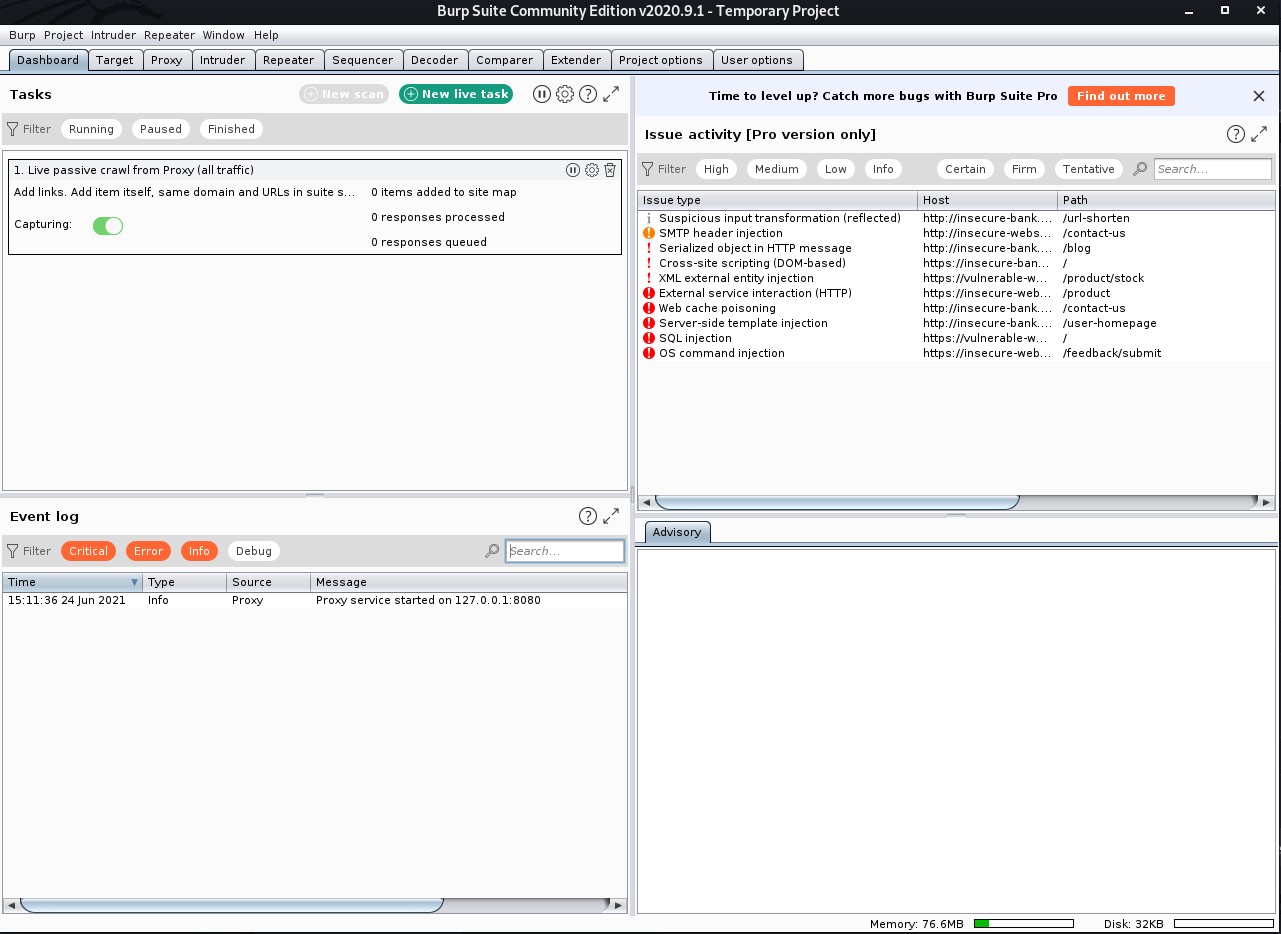 Burp Suite Community Edition v2020.9.1 - Temporary Project
Burp Project Intruder Repeater Window Help
Dashboard Target Proxy Intruder Repeater Sequencer Decoder Comparer Extender Project options User options
Tasks
New scan
New live task
Filter Running Paused Finished
1. Live passive crawl from Proxy (all traffic)
Add links. Add item itself, same domain and URLs in suite s...
0 items added to site map
Capturing:
0 responses processed
0 responses queued
Event log
Filter Critical Error Info Debug Search...
Time Type Source Message
15:11:36 24 Jun 2021 Info Proxy Proxy service started on 127.0.0.1:8080
Time to level up? Catch more bugs with Burp Suite Pro Find out more
Issue activity [Pro version only]
Filter High Medium Low Info Certain Firm Tentative Search...
Issue type Host Path
Suspicious input transformation (reflected) http://insecure-bank.... /url-shorten
SMTP header injection http://insecure-webs... /contact-us
Serialized object in HTTP message http://insecure-bank.... /blog
Cross-site scripting (DOM-based) https://insecure-ban... /
XML external entity injection https://vulnerable-w... /product/stock
External service interaction (HTTP) https://insecure-web... /product
Web cache poisoning http://insecure-bank.... /contact-us
Server-side template injection http://insecure-bank.... /user-homepage
SQL injection https://vulnerable-w... /
OS command injection https://insecure-web... /feedback/submit
Advisory
Memory: 76.6MB Disk: 32KB